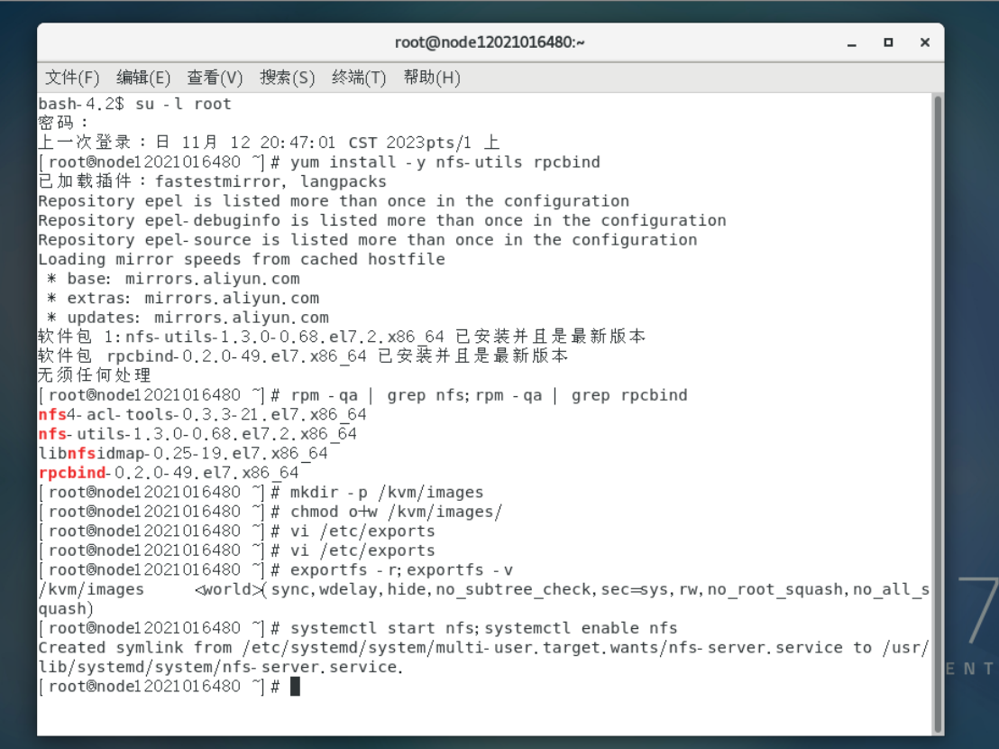 root@node12021016480:~
文件(F) 编辑(E) 查看(V) 搜索(S) 终端(T) 帮助(H)
bash-4.2$ su -l root
密码：
上一次登录：日 11月 12 20:47:01 CST 2023pts/1 上
[root@node12021016480 ~]# yum install -y nfs-utils rpcbind
已加载插件：fastestmirror, langpacks
Repository epel is listed more than once in the configuration
Repository epel-debuginfo is listed more than once in the configuration
Repository epel-source is listed more than once in the configuration
Loading mirror speeds from cached hostfile
 * base: mirrors.aliyun.com
 * extras: mirrors.aliyun.com
 * updates: mirrors.aliyun.com
软件包 1:nfs-utils-1.3.0-0.68.el7.2.x86_64 已安装并且是最新版本
软件包 rpcbind-0.2.0-49.el7.x86_64 已安装并且是最新版本
无须任何处理
[root@node12021016480 ~]# rpm -qa | grep nfs;rpm -qa | grep rpcbind
nfs4-acl-tools-0.3.3-21.el7.x86_64
nfs-utils-1.3.0-0.68.el7.2.x86_64
libnfsidmap-0.25-19.el7.x86_64
rpcbind-0.2.0-49.el7.x86_64
[root@node12021016480 ~]# mkdir -p /kvm/images
[root@node12021016480 ~]# chmod o+w /kvm/images/
[root@node12021016480 ~]# vi /etc/exports
[root@node12021016480 ~]# vi /etc/exports
[root@node12021016480 ~]# exportfs -r;exportfs -v
/kvm/images <world>(sync,wdelay,hide,no_subtree_check,sec=sys,rw,no_root_squash,no_all_s
quash)
[root@node12021016480 ~]# systemctl start nfs;systemctl enable nfs
Created symlink from /etc/systemd/system/multi-user.target.wants/nfs-server.service to /usr/
lib/systemd/system/nfs-server.service.
[root@node12021016480 ~]#
7
ENT